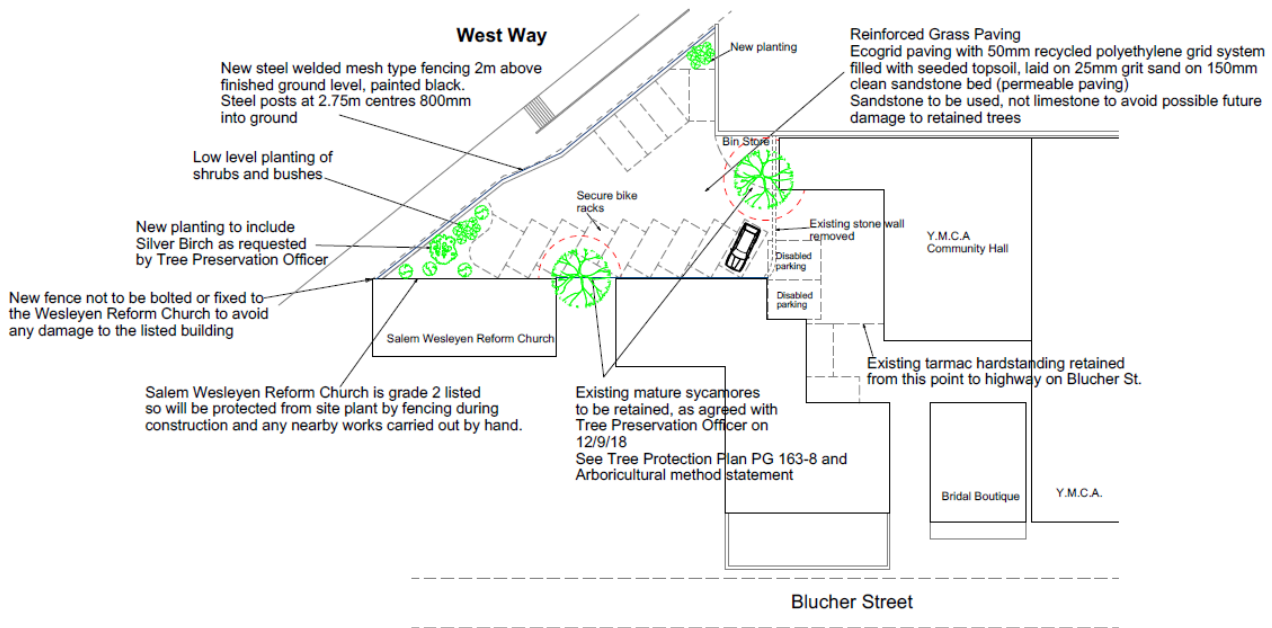 West Way
New steel welded mesh type fencing 2m above
finished ground level, painted black.
Steel posts at 2.75m centres 800mm
into ground
Low level planting of
shrubs and bushes
New planting to include
Silver Birch as requested
by Tree Preservation Officer
New fence not to be bolted or fixed to
the Wesleyen Reform Church to avoid
any damage to the listed building
Salem Wesleyen Reform Church
Salem Wesleyen Reform Church is grade 2 listed
so will be protected from site plant by fencing during
construction and any nearby works carried out by hand.
New planting
Reinforced Grass Paving
Ecogrid paving with 50mm recycled polyethylene grid system
filled with seeded topsoil, laid on 25mm grit sand on 150mm
clean sandstone bed (permeable paving)
Sandstone to be used, not limestone to avoid possible future
damage to retained trees
Bin Store
Secure bike
racks
Existing stone wall
removed
Disabled
parking
Disabled
parking
Y.M.C.A
Community Hall
Existing tarmac hardstanding retained
from this point to highway on Blucher St.
Existing mature sycamores
to be retained, as agreed with
Tree Preservation Officer on
12/9/18
See Tree Protection Plan PG 163-8 and
Arboricultural method statement
Bridal Boutique
Y.M.C.A.
Blucher Street